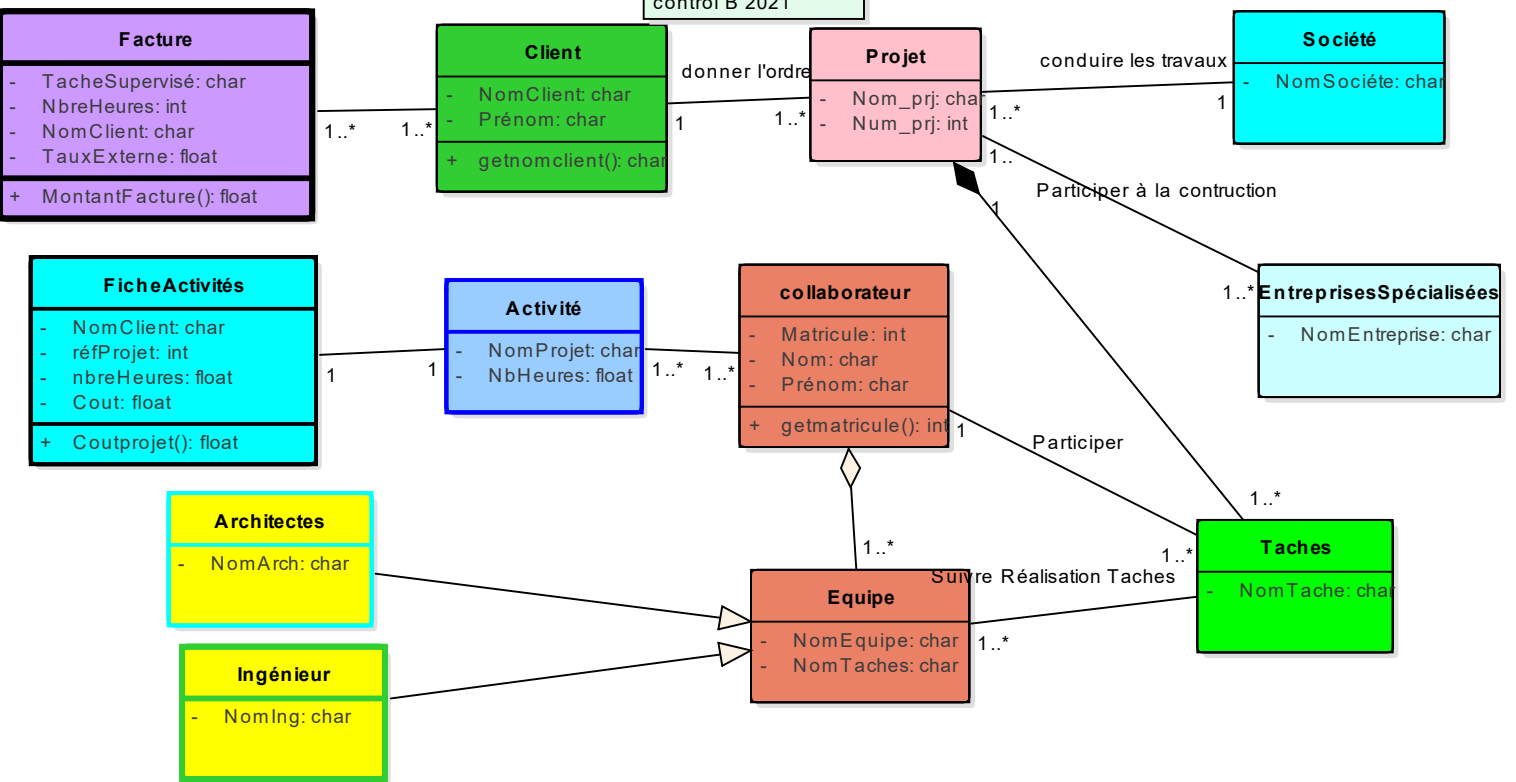 control B 2021
Facture
- TacheSupervisé: char
- NbreHeures: int
- NomClient: char
- TauxExterne: float
+ MontantFacture(): float
1..*
1..*
Client
- NomClient: char
- Prénom: char
+ getnomclient(): char
donner l'ordre
1
1..*
Projet
- Nom_prj: char
- Num_prj: int
conduire les travaux
1..*
1
Société
- NomSociéte: char
1..
Participer à la contruction
1..*
1
EntreprisesSpécialisées
- NomEntreprise: char
FicheActivités
- NomClient: char
- réfProjet: int
- nbreHeures: float
- Cout: float
+ Coutprojet(): float
1
1
Activité
- NomProjet: char
- NbHeures: float
1..*
1..*
collaborateur
- Matricule: int
- Nom: char
- Prénom: char
+ getmatricule(): int
1
Participer
1..*
1..*
Taches
- NomTache: char
1..*
Suivre Réalisation Taches
1..*
Equipe
- NomEquipe: char
- NomTaches: char
Architectes
- NomArch: char
Ingénieur
- NomIng: char